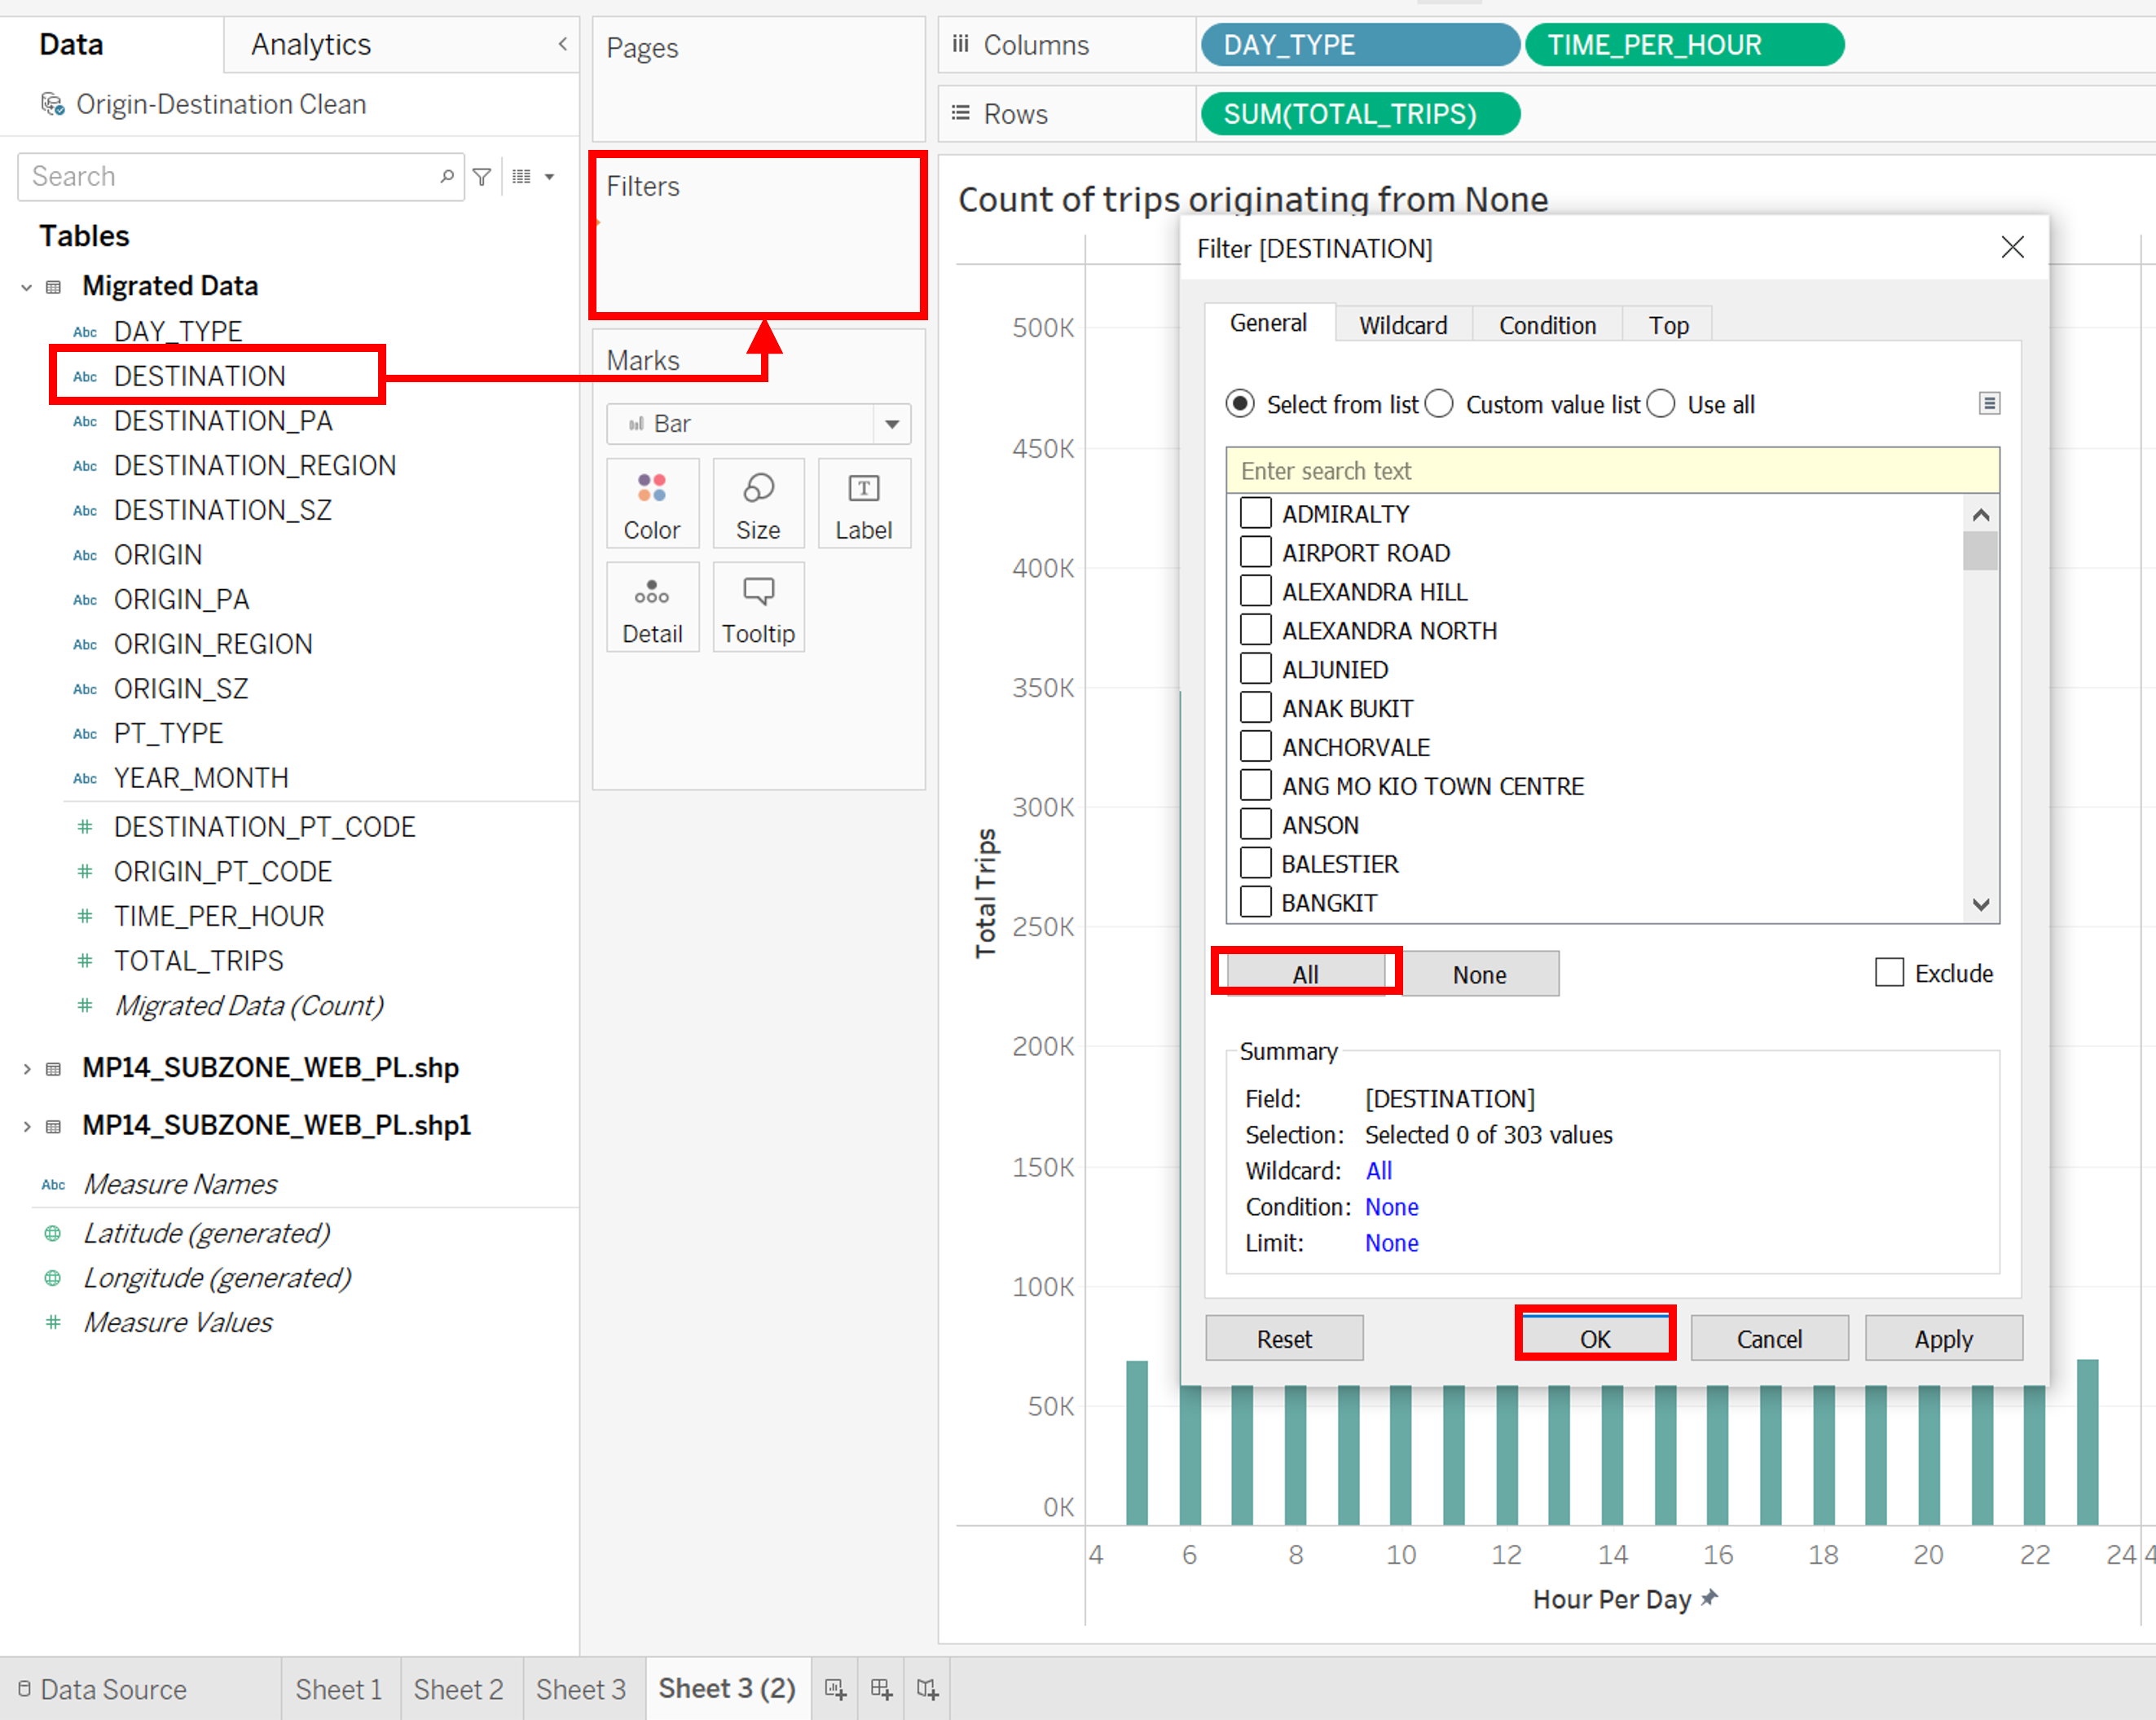 Data
Analytics
Origin-Destination Clean
Search
Tables
Migrated Data
Abc DAY_TYPE
Abc DESTINATION
Abc DESTINATION_PA
Abc DESTINATION_REGION
Abc DESTINATION_SZ
Abc ORIGIN
Abc ORIGIN_PA
Abc ORIGIN_REGION
Abc ORIGIN_SZ
Abc PT_TYPE
Abc YEAR_MONTH
# DESTINATION_PT_CODE
# ORIGIN_PT_CODE
# TIME_PER_HOUR
# TOTAL_TRIPS
# Migrated Data (Count)
MP14_SUBZONE_WEB_PL.shp
MP14_SUBZONE_WEB_PL.shp1
Abc Measure Names
Latitude (generated)
Longitude (generated)
# Measure Values
Pages
Filters
Marks
Bar
Color
Size
T
Label
Detail
Tooltip
Columns DAY_TYPE TIME_PER_HOUR
Rows SUM(TOTAL_TRIPS)
Count of trips originating from None
Total Trips
500K
450K
400K
350K
300K
250K
200K
150K
100K
50K
0K
4 6 8 10 12 14 16 18 20 22 24 4
Hour Per Day
Filter [DESTINATION]
General Wildcard Condition Top
Select from list Custom value list Use all
Enter search text
ADMIRALTY
AIRPORT ROAD
ALEXANDRA HILL
ALEXANDRA NORTH
ALJUNIED
ANAK BUKIT
ANCHORVALE
ANG MO KIO TOWN CENTRE
ANSON
BALESTIER
BANGKIT
All None Exclude
Summary
Field: [DESTINATION]
Selection: Selected 0 of 303 values
Wildcard: All
Condition: None
Limit: None
Reset OK Cancel Apply
Data Source Sheet 1 Sheet 2 Sheet 3 Sheet 3 (2)